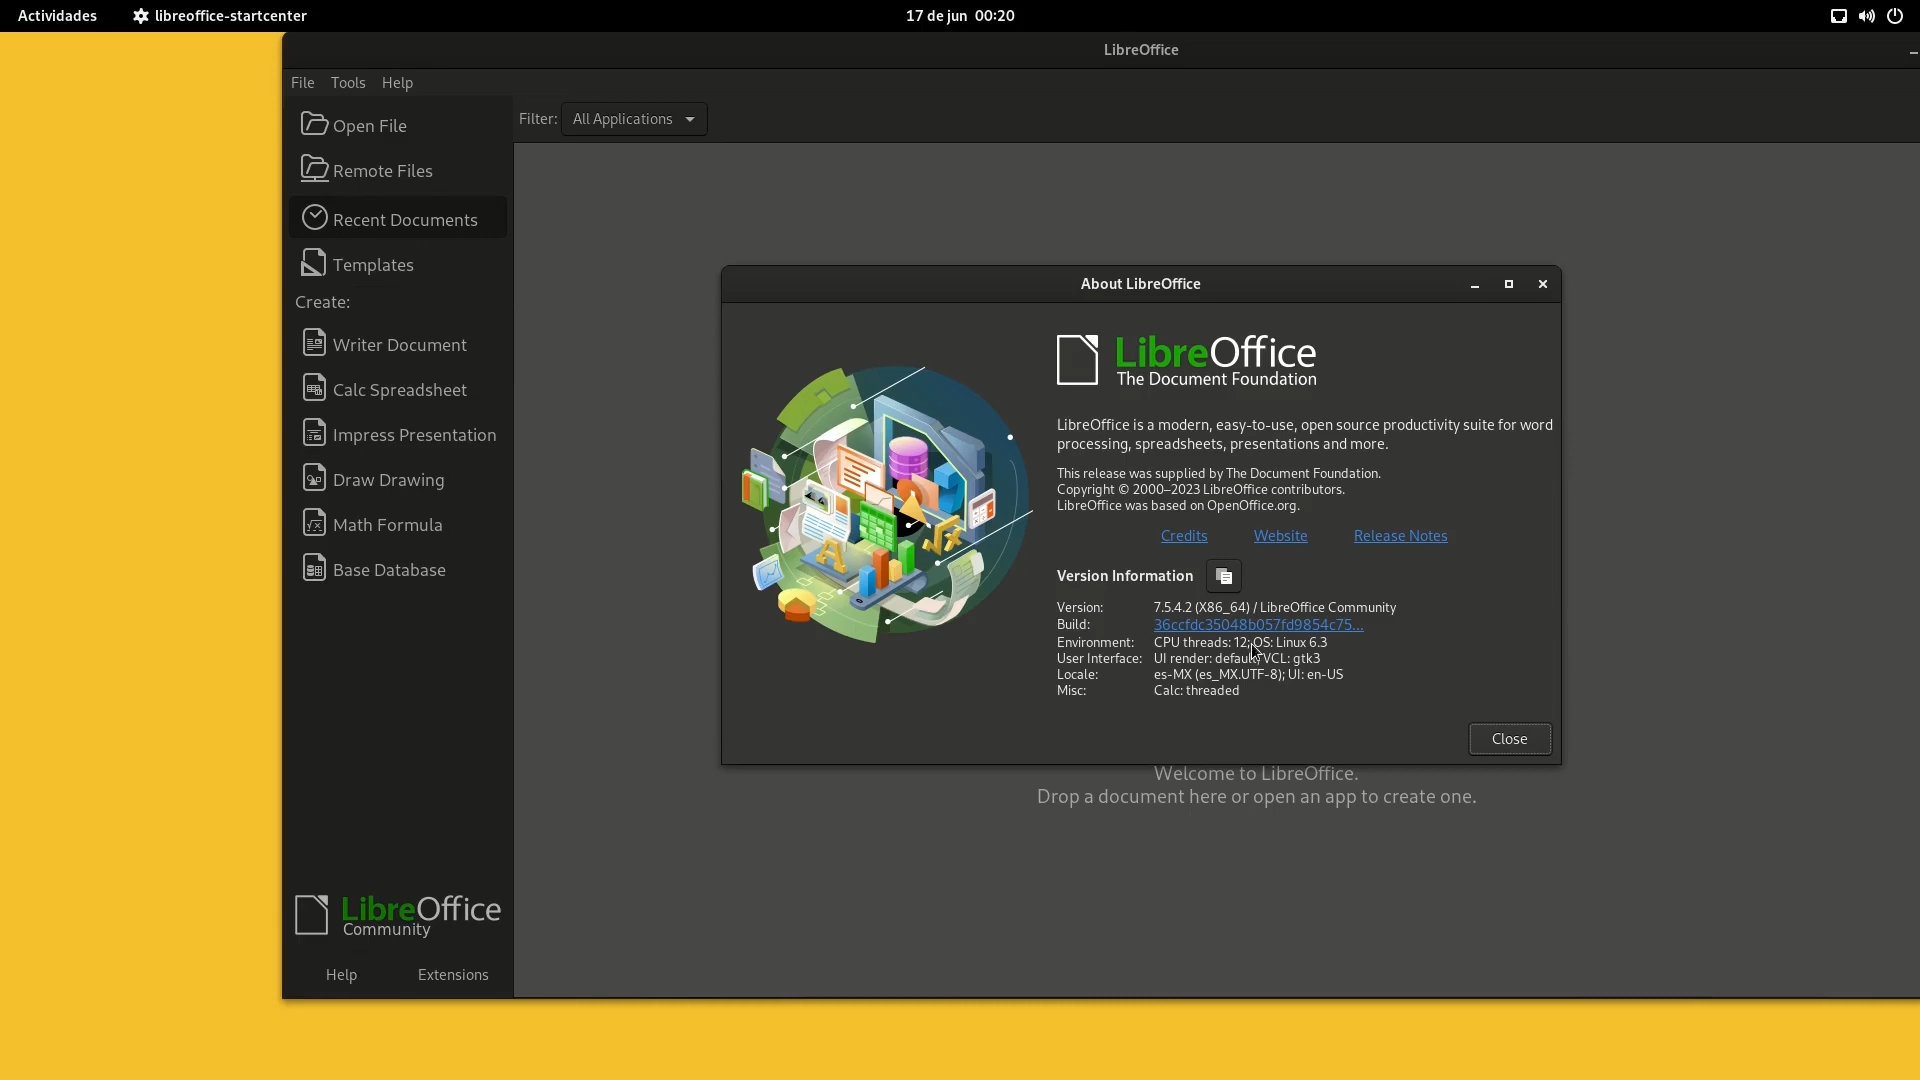 Actividades
libreoffice-startcenter
17 de jun 00:20
LibreOffice
File Tools Help
Open File
Remote Files
Recent Documents
Templates
Create:
Writer Document
Calc Spreadsheet
Impress Presentation
Draw Drawing
Math Formula
Base Database
LibreOffice
Community
Help Extensions
Filter: All Applications
About LibreOffice
LibreOffice
The Document Foundation
LibreOffice is a modern, easy-to-use, open source productivity suite for word
processing, spreadsheets, presentations and more.
This release was supplied by The Document Foundation.
Copyright © 2000–2023 LibreOffice contributors.
LibreOffice was based on OpenOffice.org.
Credits Website Release Notes
Version Information
Version: 7.5.4.2 (X86_64) / LibreOffice Community
Build: 36ccfdc35048b057fd9854c75...
Environment: CPU threads: 12; OS: Linux 6.3
User Interface: UI render: default; VCL: gtk3
Locale: es-MX (es_MX.UTF-8); UI: en-US
Misc: Calc: threaded
Close
Welcome to LibreOffice.
Drop a document here or open an app to create one.